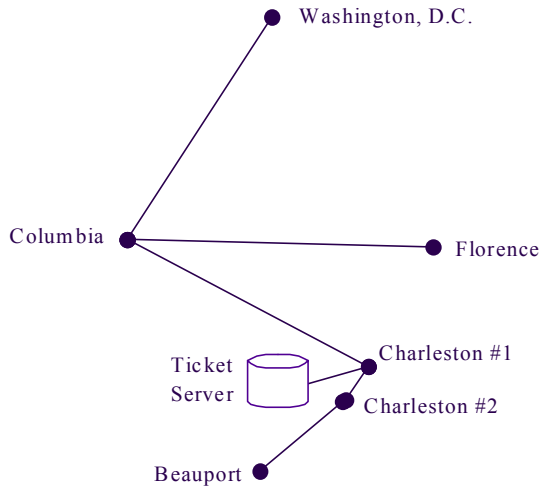 Washington, D.C.
Columbia
Florence
Charleston #1
Ticket
Server
Charleston #2
Beauport